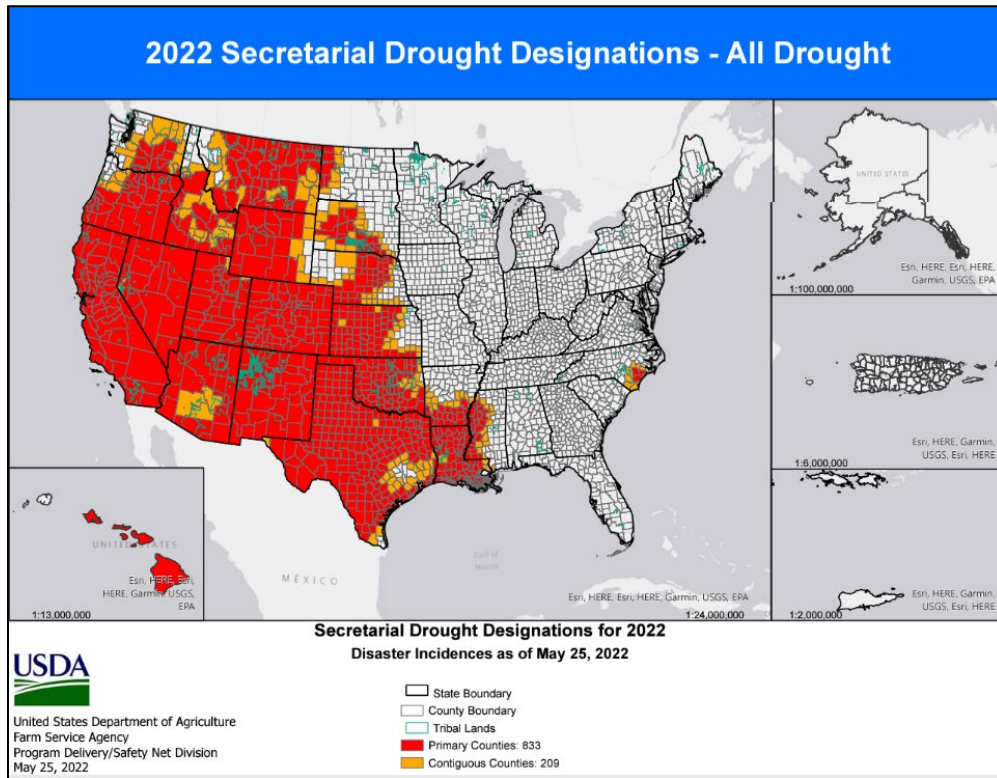 2022 Secretarial Drought Designations - All Drought
UNITED STATES
Esri, HERE, Esri, HERE,
Garmin, USGS, EPA
1:100,000,000
Esri, HERE, Garmin,
USGS, Esri, HERE
1:6,000,000
UNITED STATES
Esri, HERE, Esri,
HERE, Garmin, USGS,
EPA
1:13,000,000
MÉXICO
Gulf of
Mexico
Esri, HERE, Esri, HERE, Garmin, USGS, EPA
1:24,000,000
Esri, HERE, Garmin,
USGS, Esri, HERE
1:2,000,000
Secretarial Drought Designations for 2022
Disaster Incidences as of May 25, 2022
USDA
United States Department of Agriculture
Farm Service Agency
Program Delivery/Safety Net Division
May 25, 2022
State Boundary
County Boundary
Tribal Lands
Primary Counties: 833
Contiguous Counties: 209